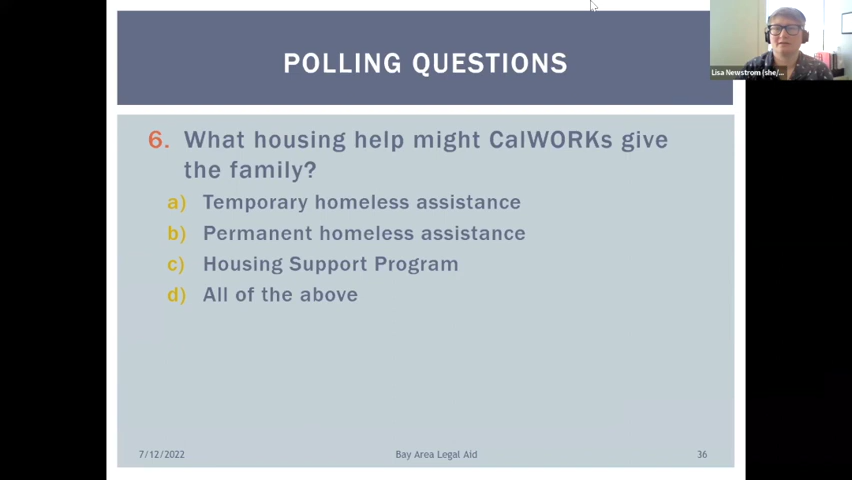 POLLING QUESTIONS
Lisa Newstrom (she/...
6. What housing help might CalWORKs give
the family?
a) Temporary homeless assistance
b) Permanent homeless assistance
c) Housing Support Program
d) All of the above
7/12/2022 Bay Area Legal Aid 36